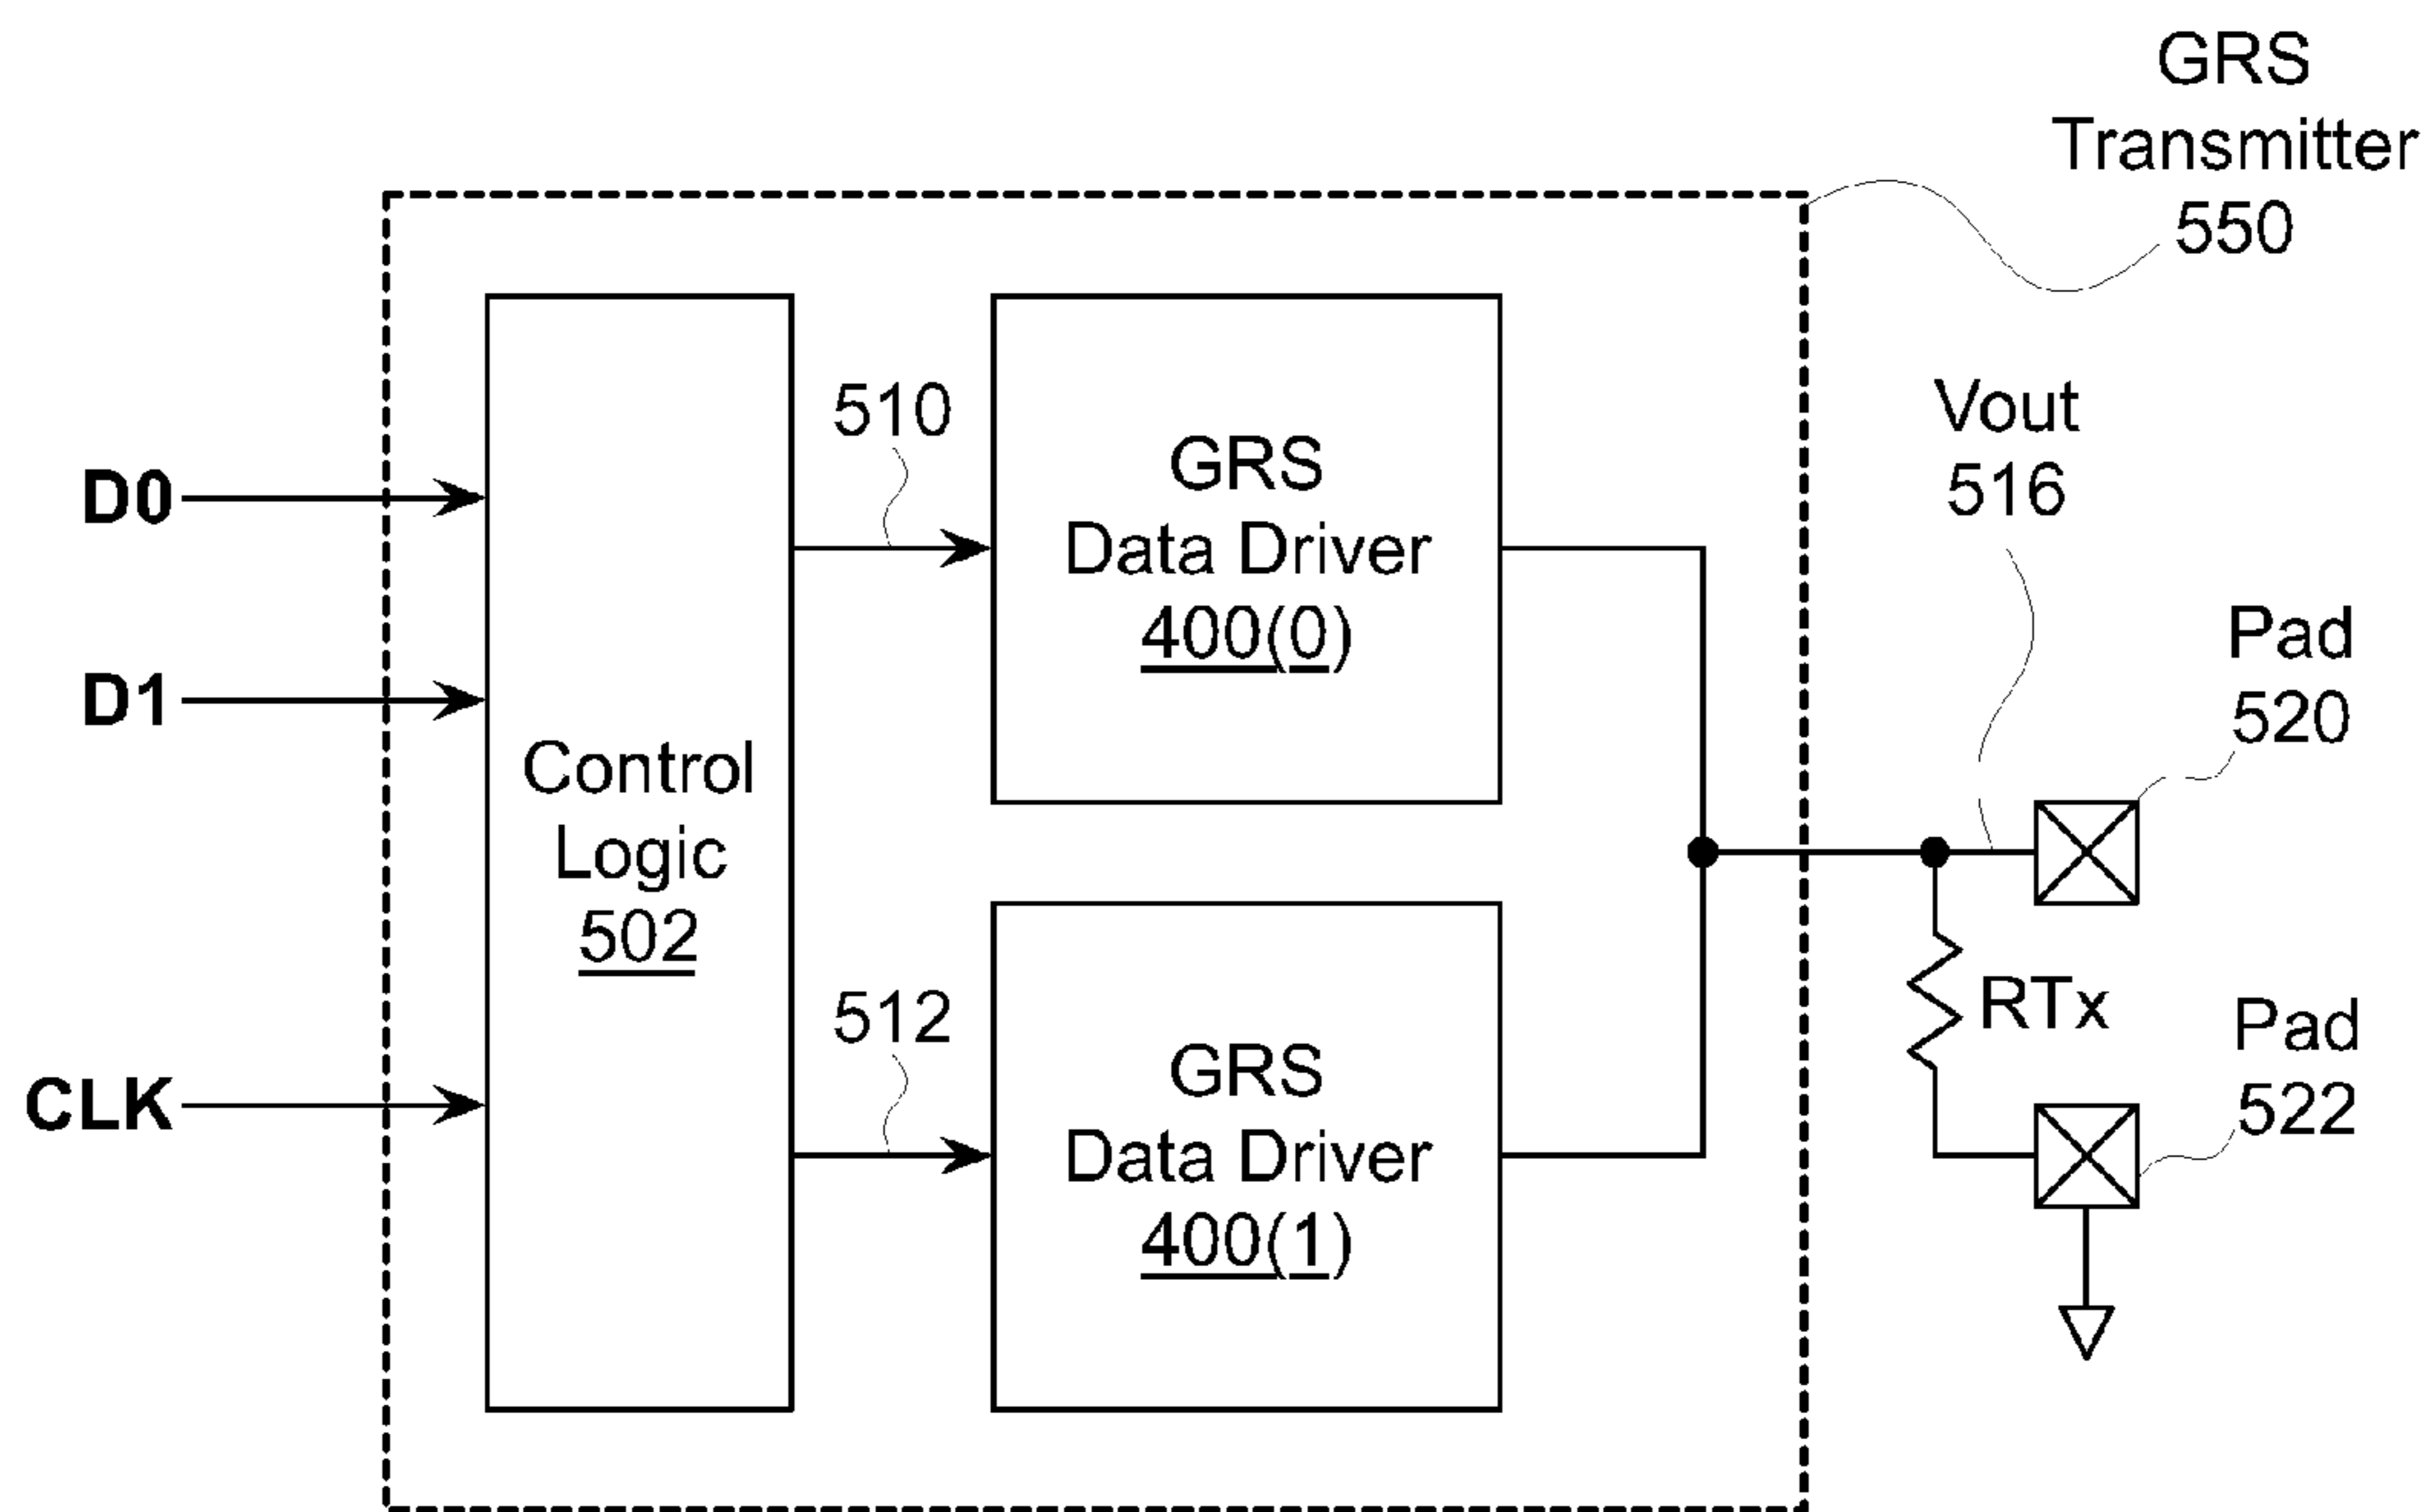 GRS
Transmitter
550
510
GRS
Data Driver
400(0)
Vout
516
D0
D1
Pad
520
Control
Logic
502
512
GRS
Data Driver
400(1)
RTx
Pad
522
CLK